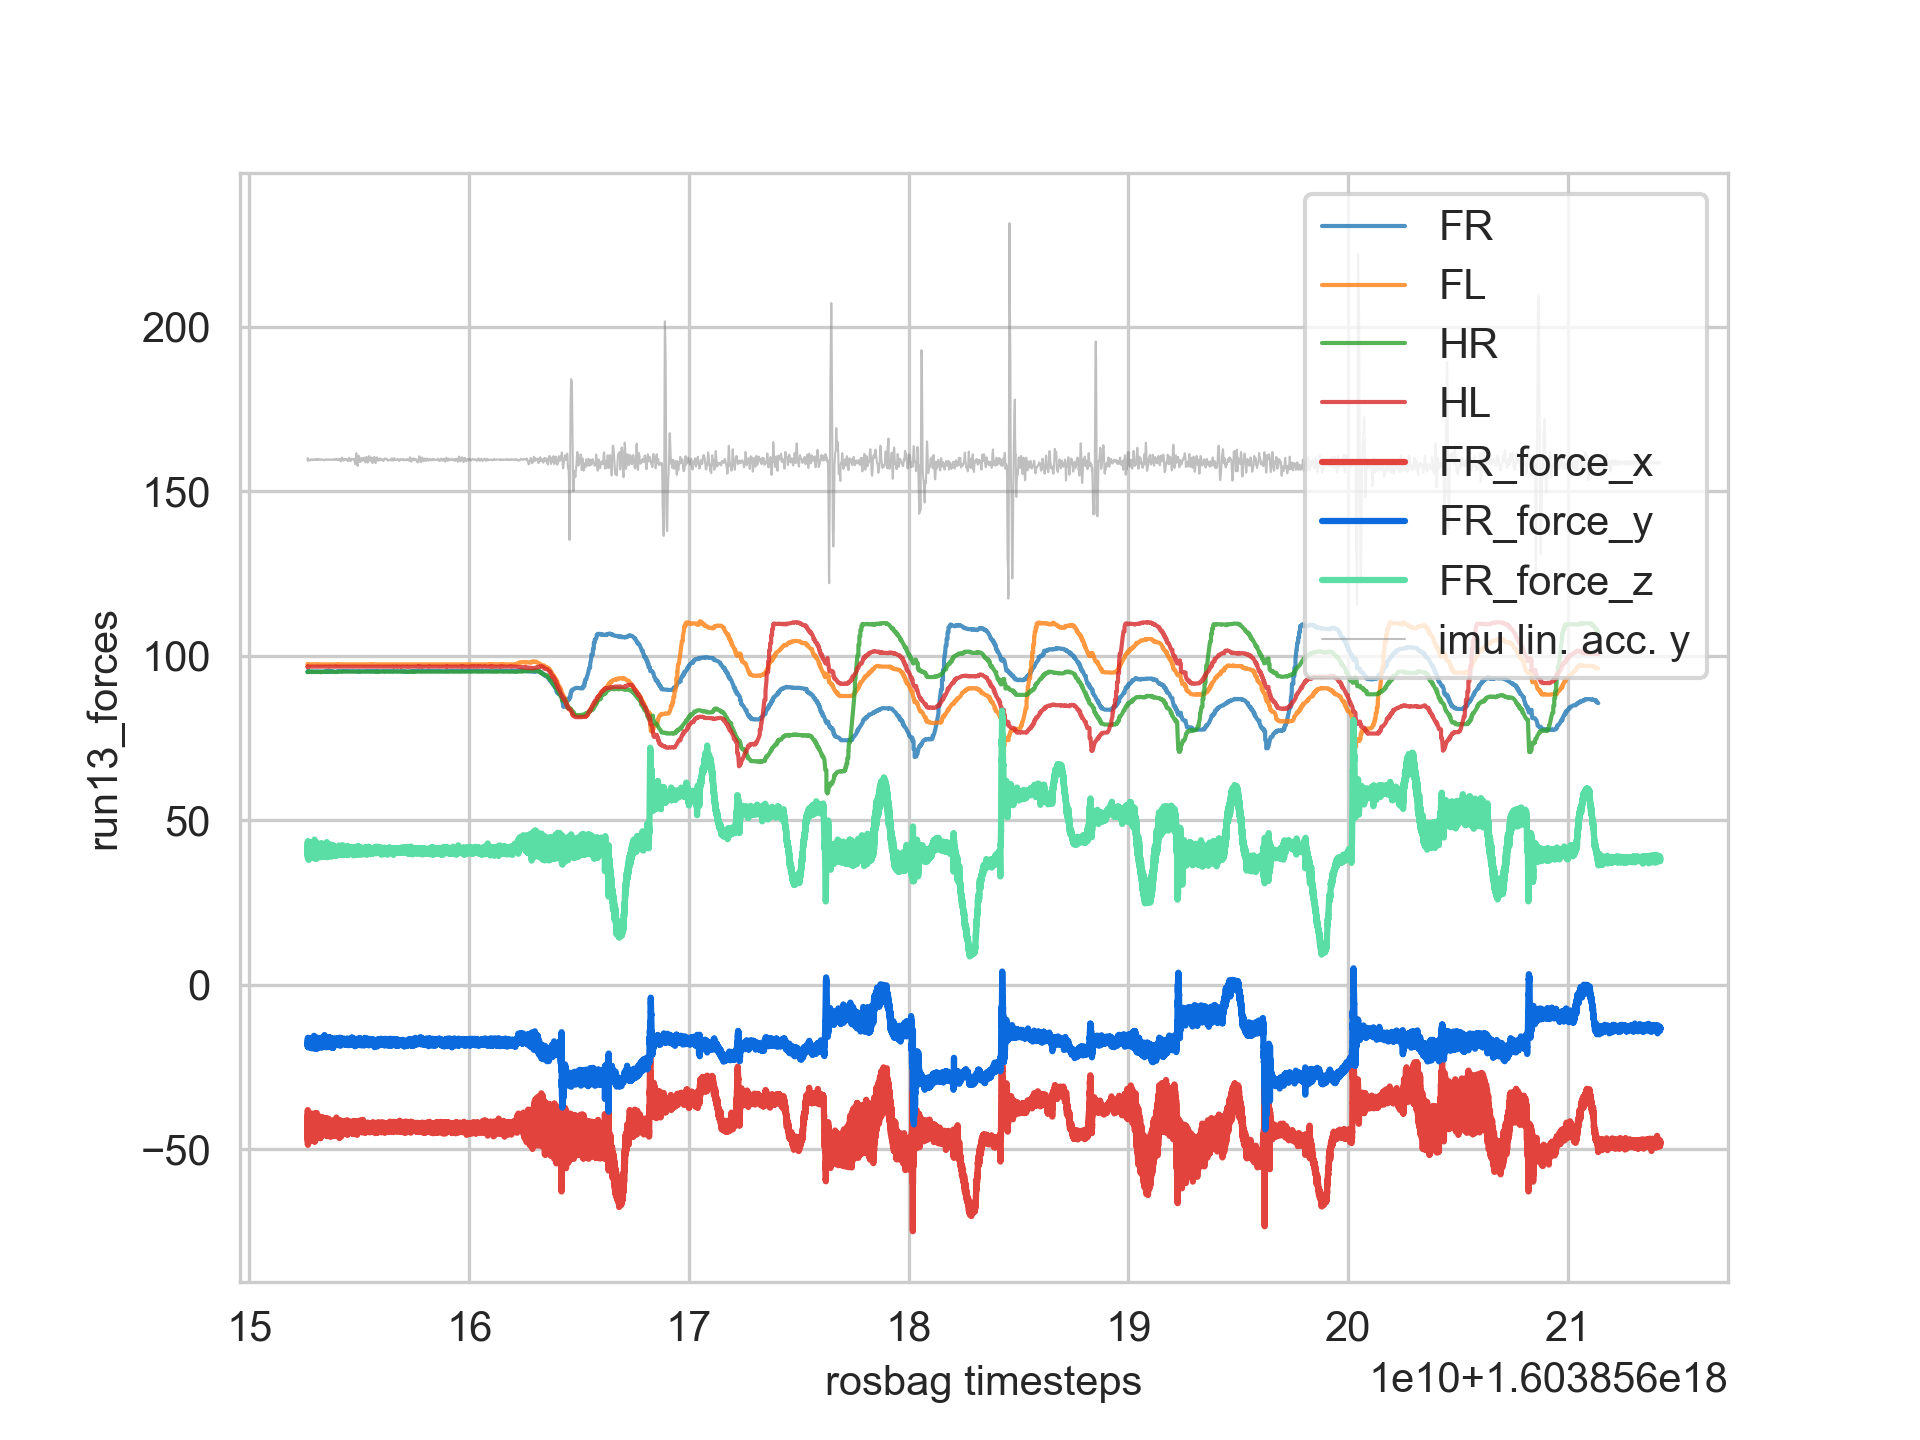 FR
FL
HR
HL
FR_force_x
FR_force_y
FR_force_z
imu lin. acc. y
200
150
100
50
0
−50
run13_forces
15 16 17 18 19 20 21
rosbag timesteps
1e10+1.603856e18